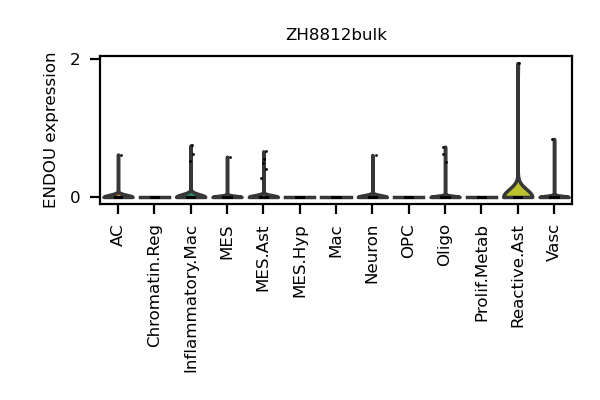 ZH8812bulk
ENDOU expression
2
0
AC
Chromatin.Reg
Inflammatory.Mac
MES
MES.Ast
MES.Hyp
Mac
Neuron
OPC
Oligo
Prolif.Metab
Reactive.Ast
Vasc